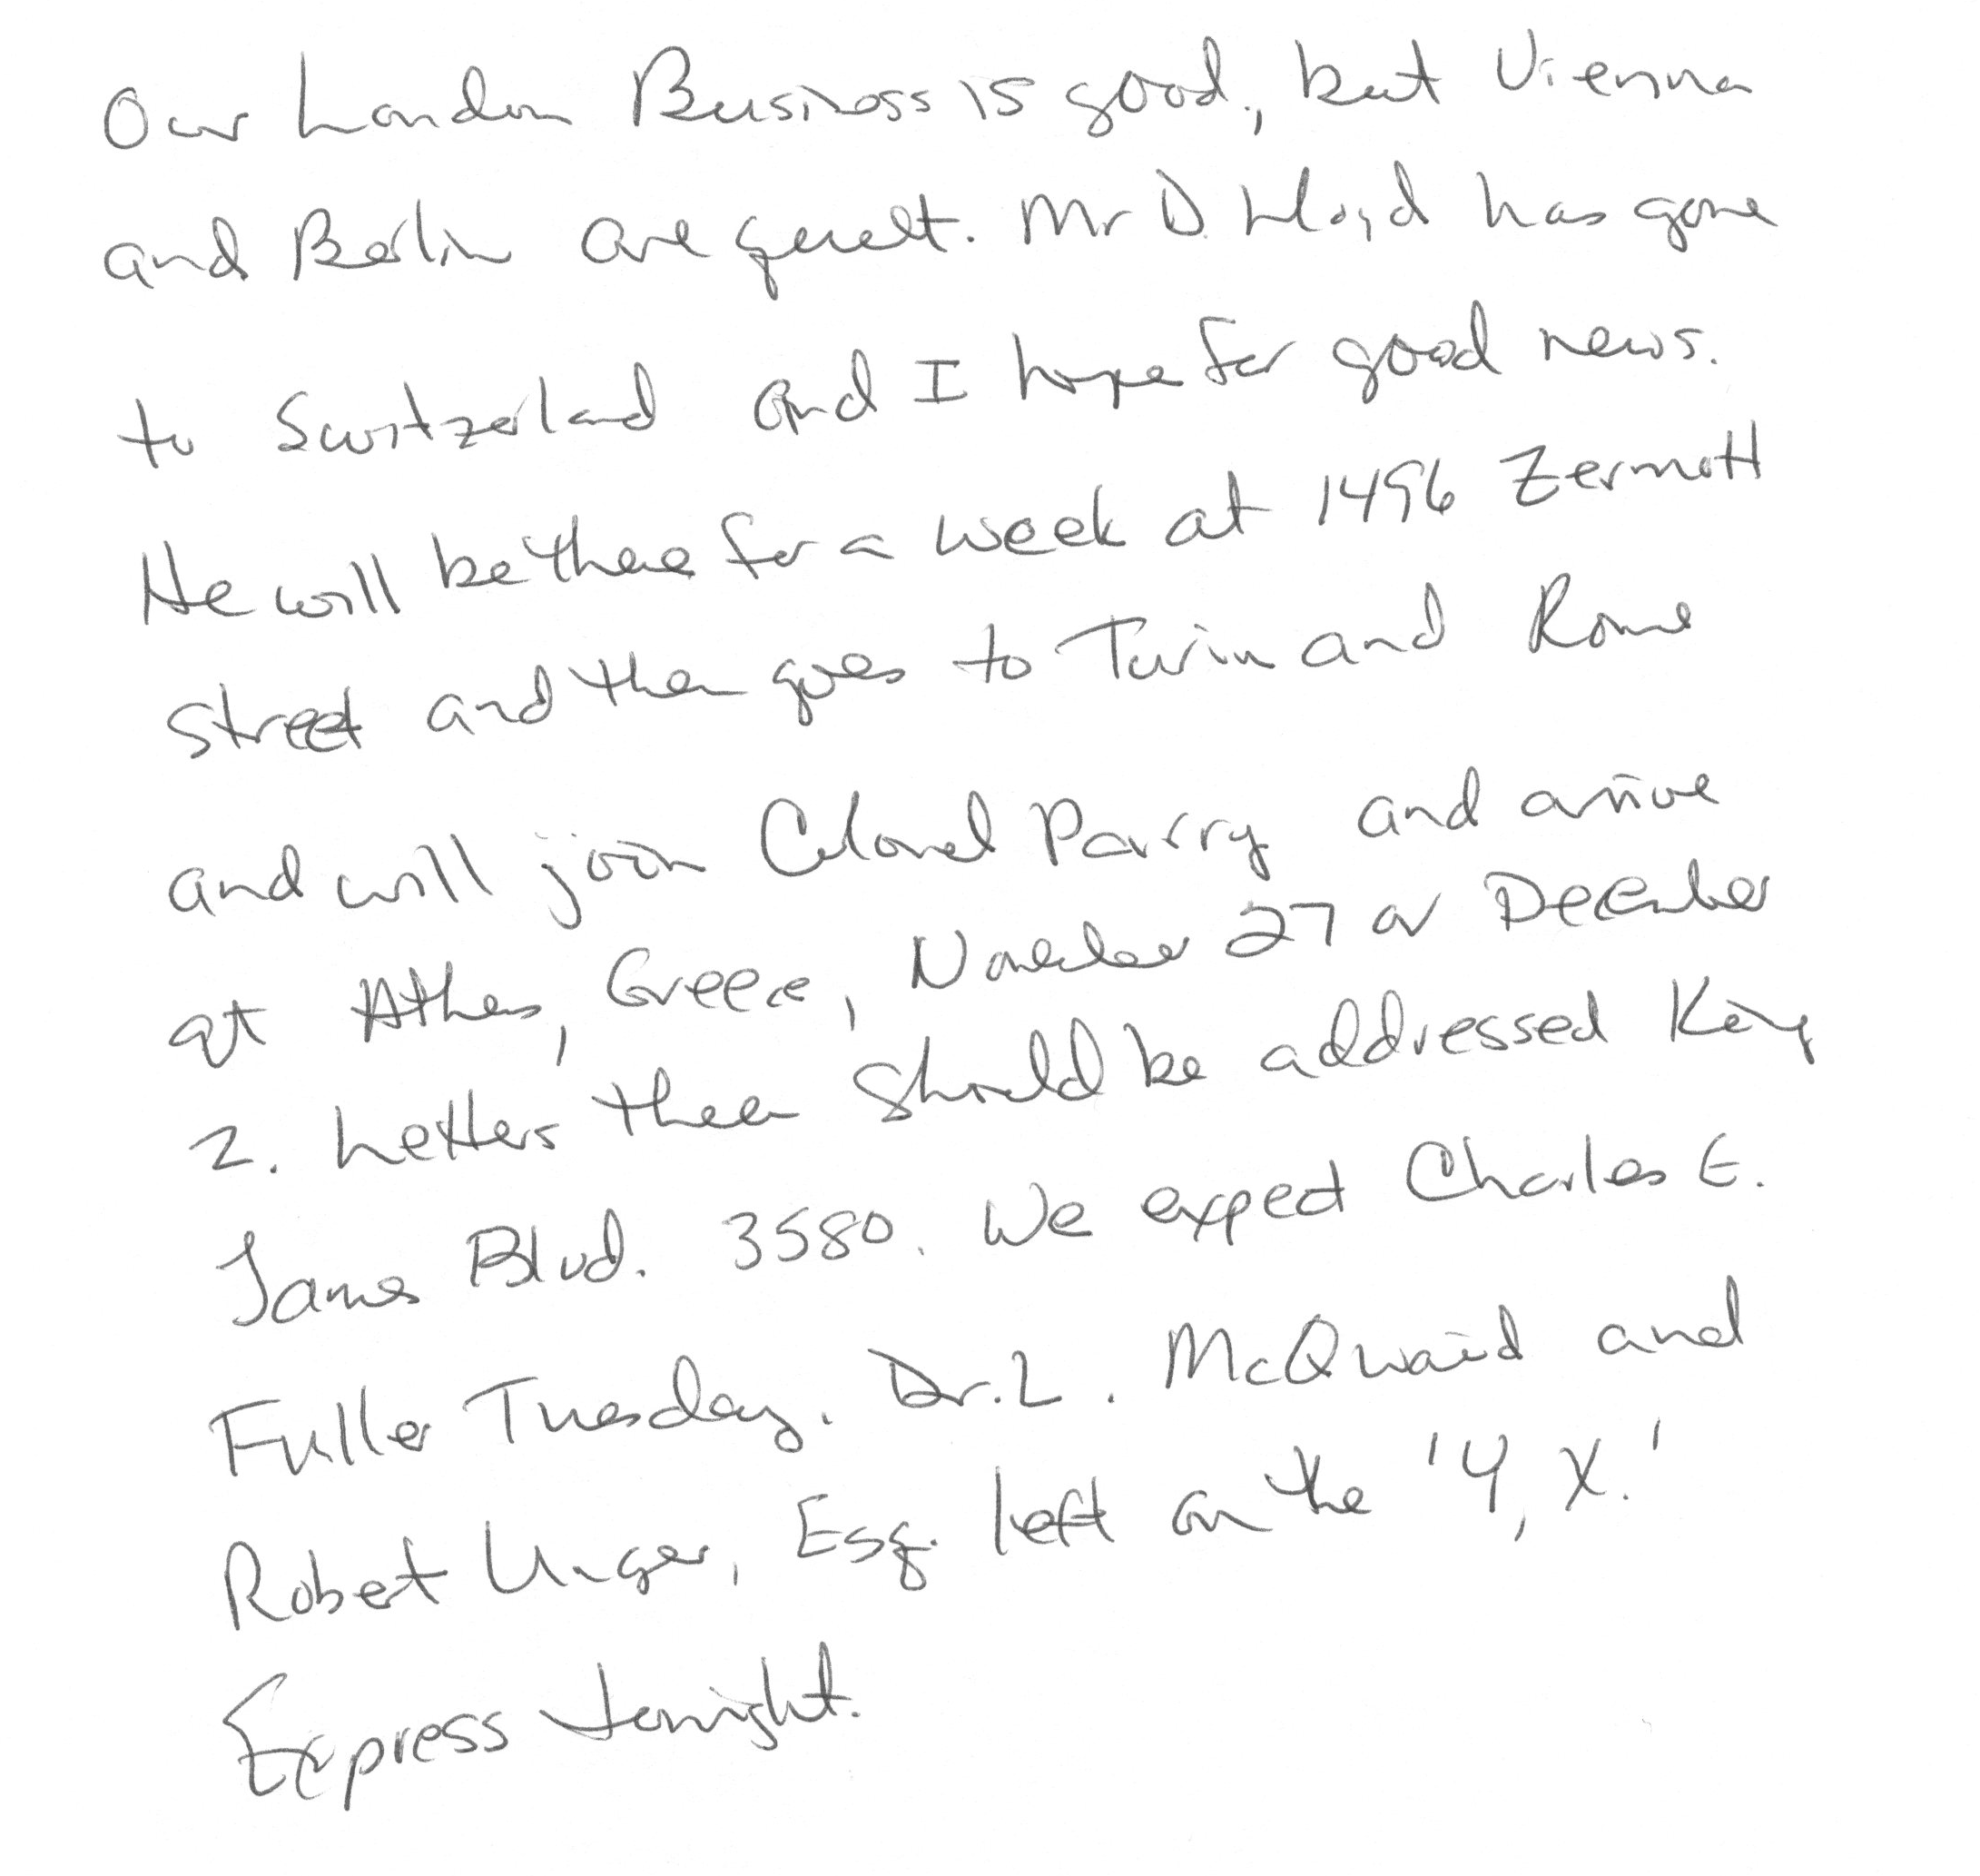 Our London Business is good, but Vienna
and Berlin are quiet. Mr D. Lloyd has gone
to Switzerland and I hope for good news.
He will be there for a week at 1496 Zermott
street and then goes to Turin and Rome
and will join Colonel Parry and arrive
at Athens, Greece, November 27 or December
2. Letters there should be addressed King
James Blvd. 3580. We expect Charles E.
Fuller Tuesday. Dr. L. McQuaid and
Robert Unger, Esq. left on the 'Y, X.'
Express tonight.